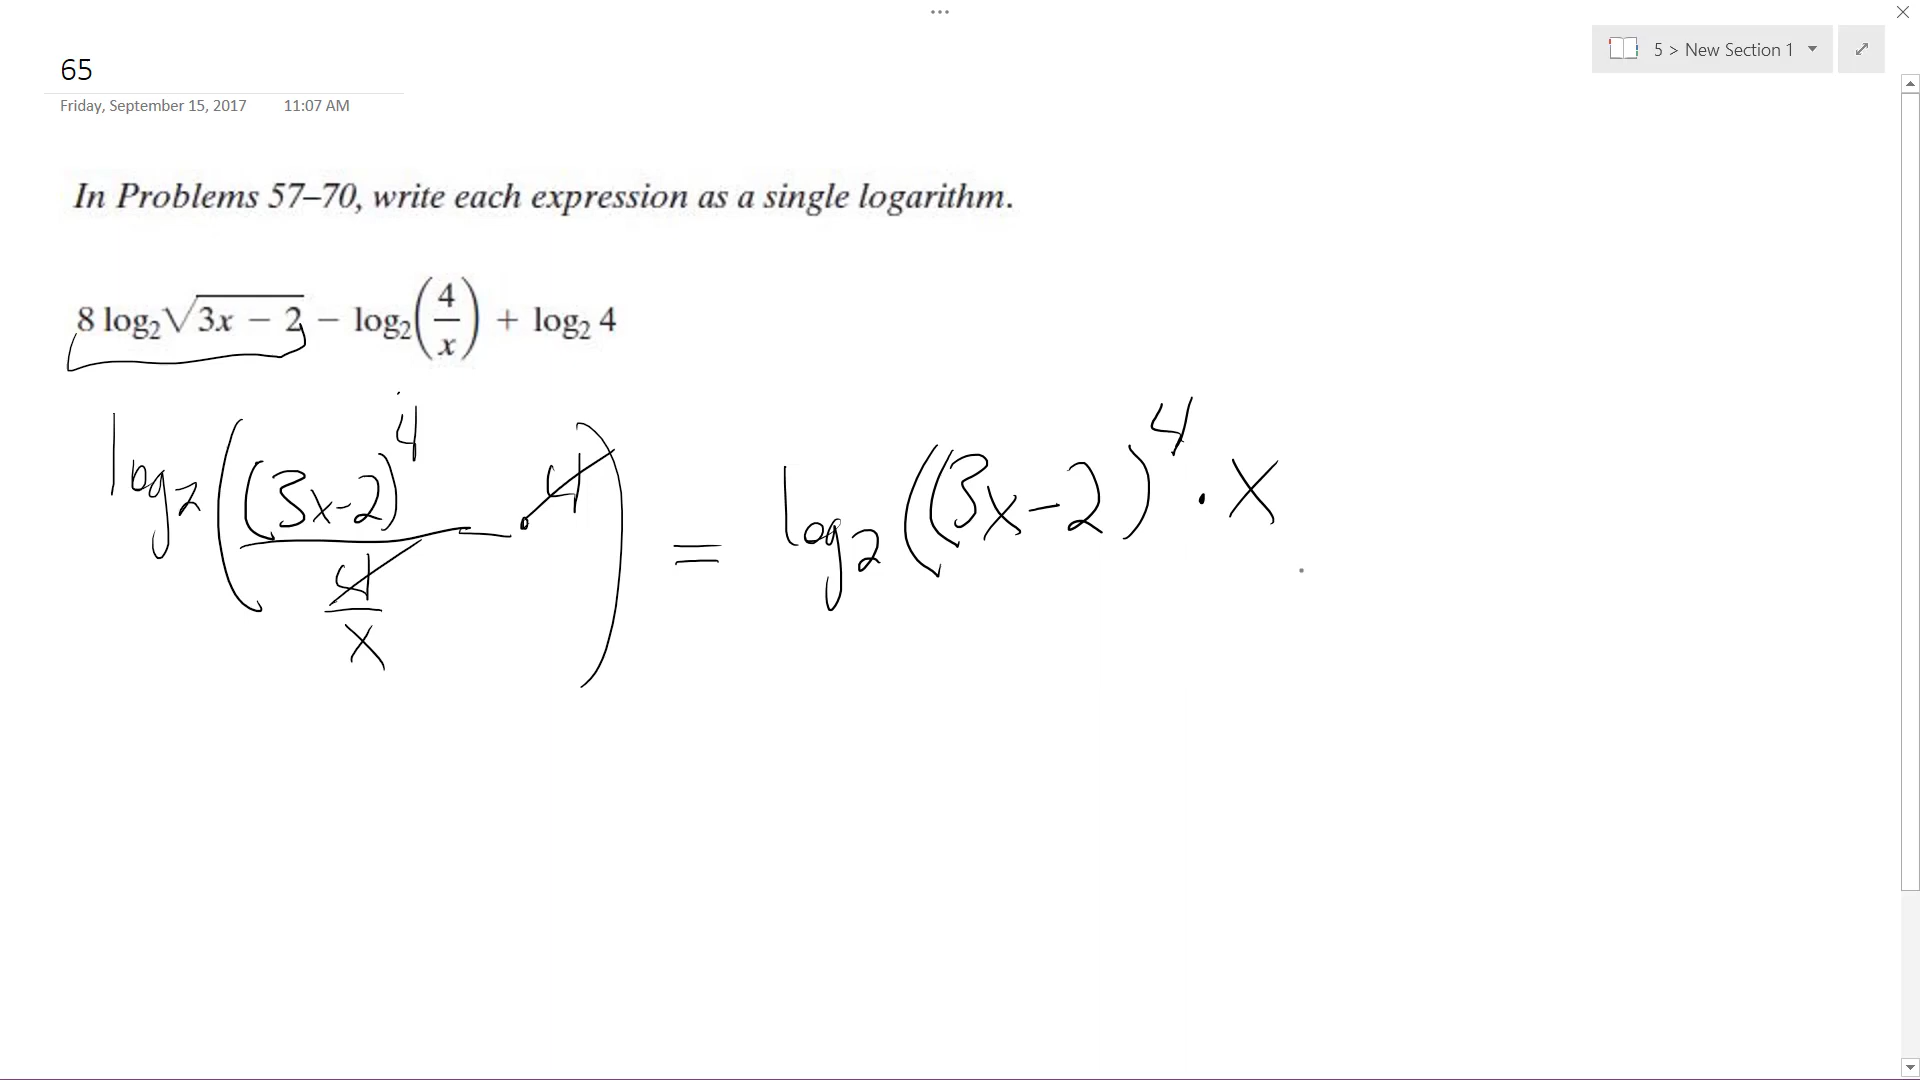 5 > New Section 1
65
Friday, September 15, 2017 11:07 AM
In Problems 57–70, write each expression as a single logarithm.
8 log₂√(3x − 2) − log₂(4/x) + log₂ 4
log₂((3x-2)⁴/(4/x) · 4) = log₂((3x-2)⁴ · x